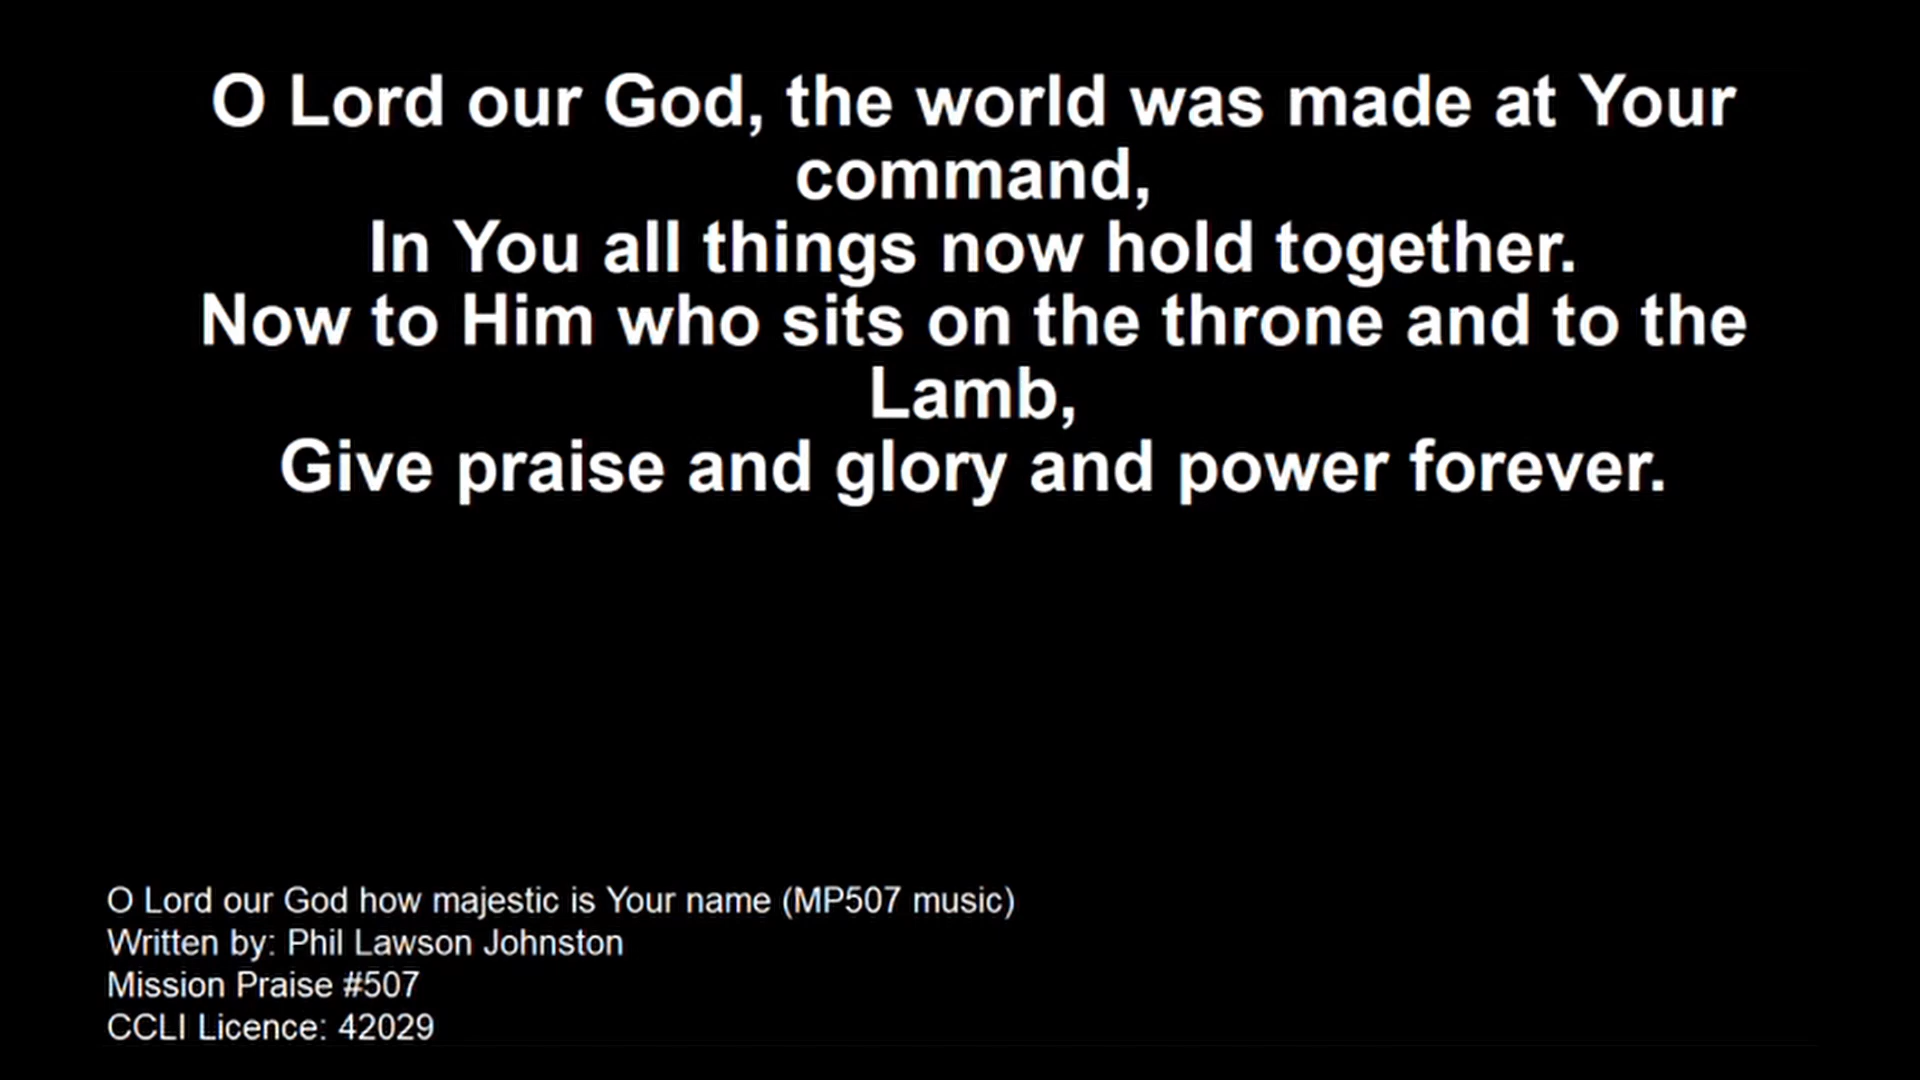 O Lord our God, the world was made at Your
command,
In You all things now hold together.
Now to Him who sits on the throne and to the
Lamb,
Give praise and glory and power forever.
O Lord our God how majestic is Your name (MP507 music)
Written by: Phil Lawson Johnston
Mission Praise #507
CCLI Licence: 42029